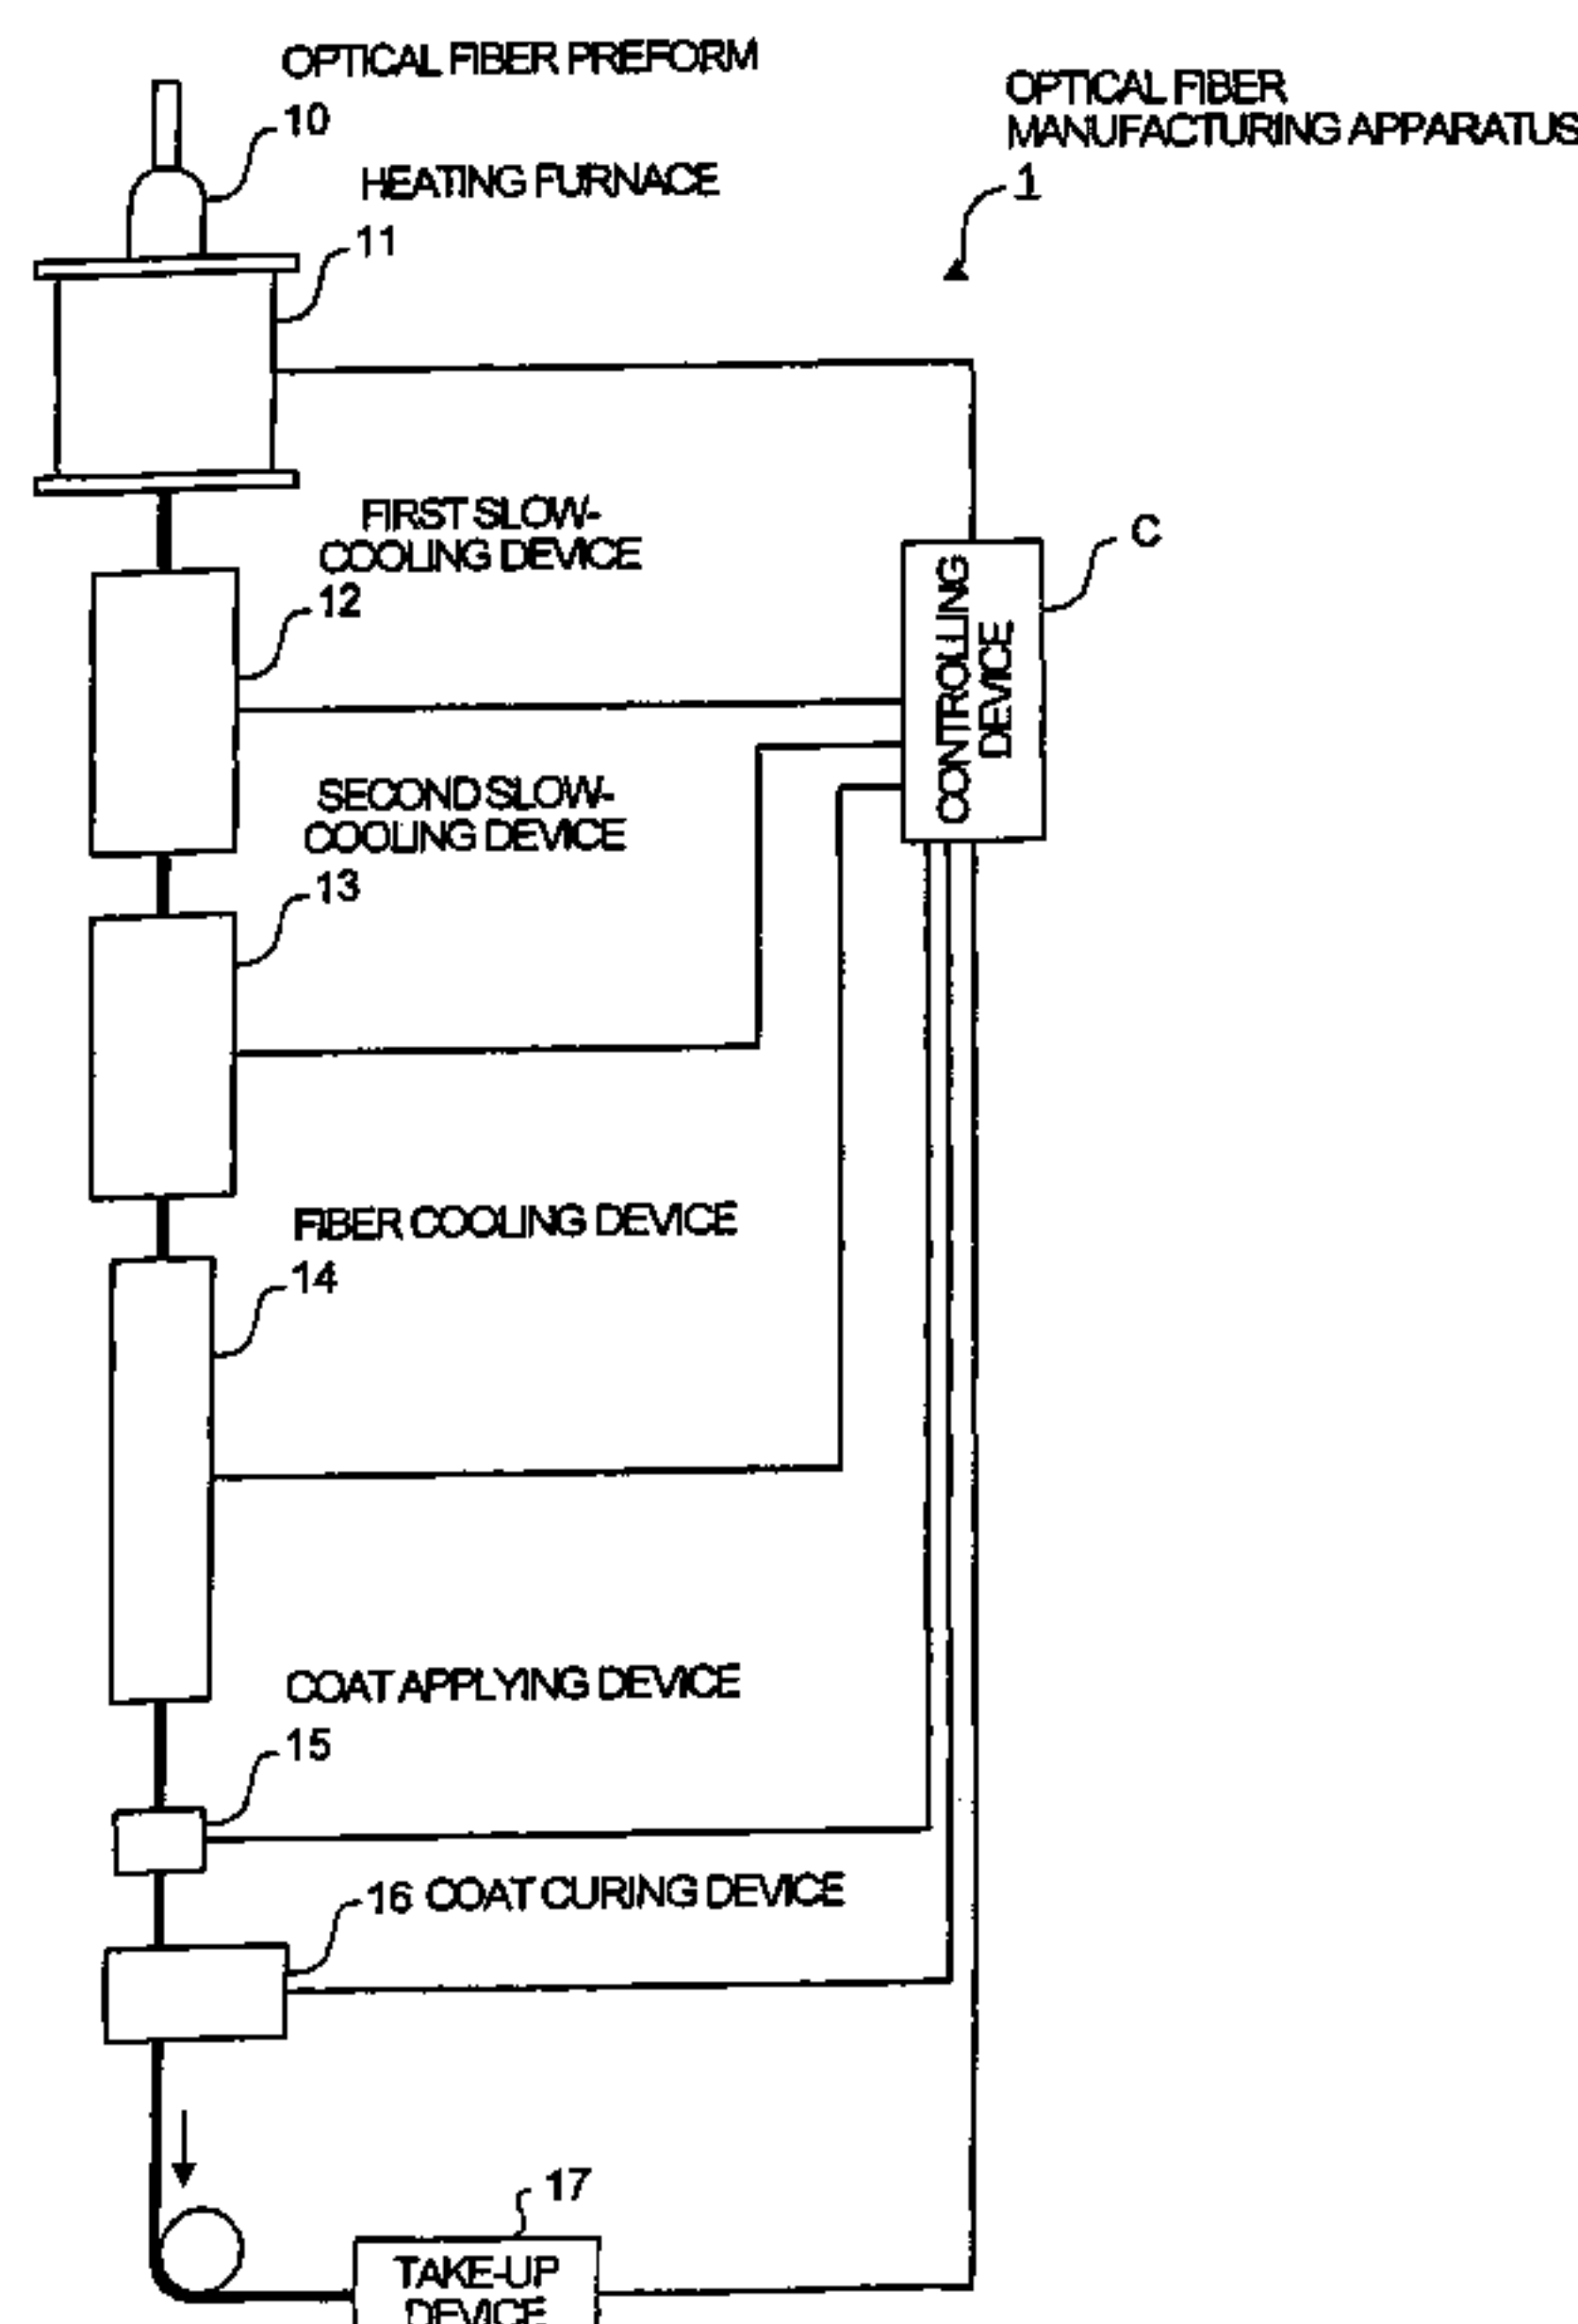 OPTICAL FIBER PREFORM
10
OPTICAL FIBER
MANUFACTURING APPARATUS
1
HEATING FURNACE
11
FIRST SLOW-
COOLING DEVICE
12
C
CONTROLLING
DEVICE
SECOND SLOW-
COOLING DEVICE
13
FIBER COOLING DEVICE
14
COAT APPLYING DEVICE
15
16 COAT CURING DEVICE
17
TAKE-UP
DEVICE